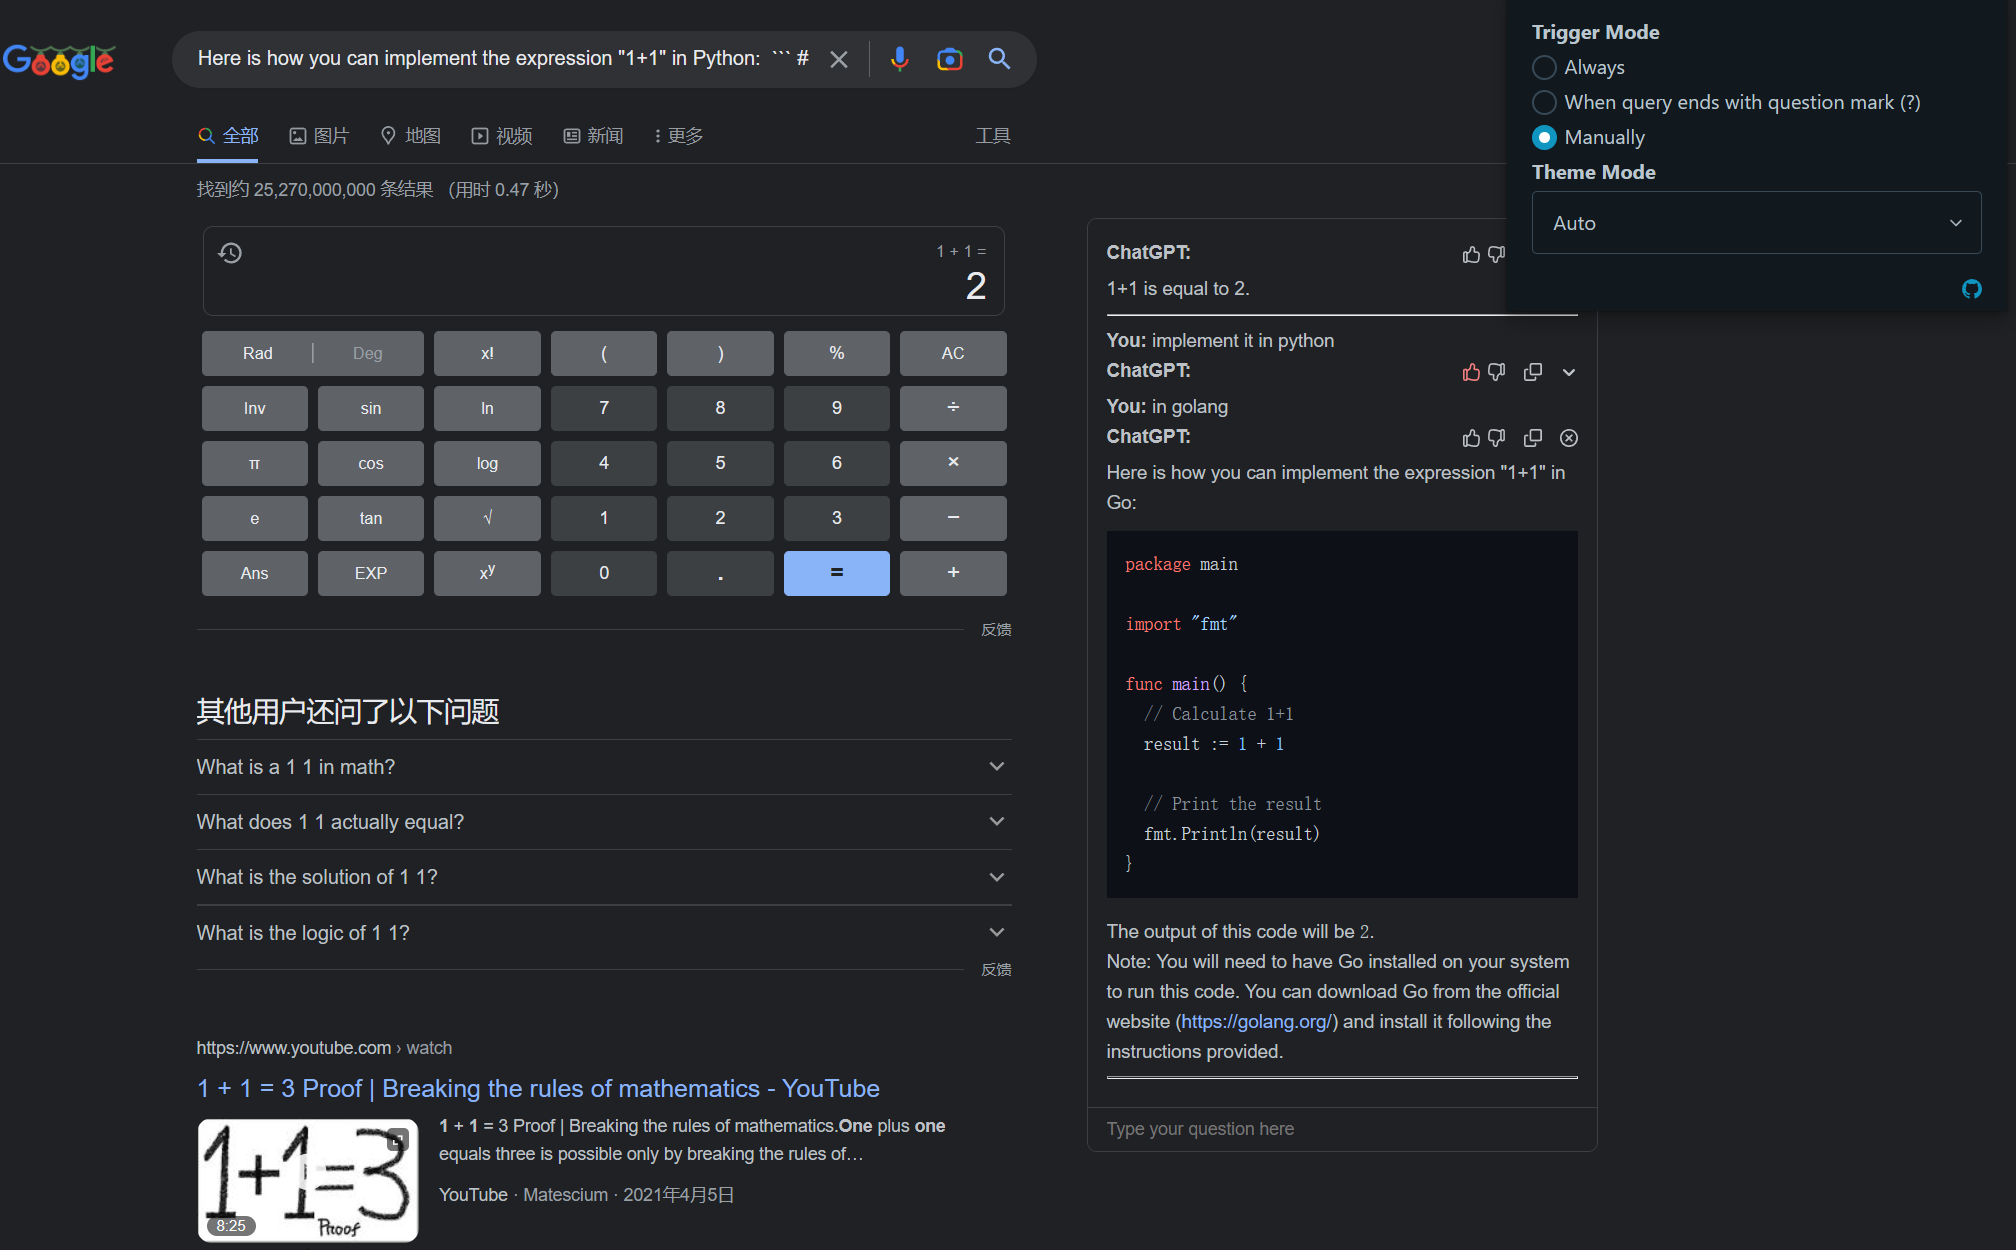 Google
Here is how you can implement the expression "1+1" in Python: ``` #
全部
图片
地图
视频
新闻
更多
工具
找到约 25,270,000,000 条结果 (用时 0.47 秒)
1 + 1 =
2
Rad | Deg x! ( ) % AC
Inv sin ln 7 8 9 ÷
π cos log 4 5 6 ×
e tan √ 1 2 3 −
Ans EXP xʸ 0 . = +
反馈
其他用户还问了以下问题
What is a 1 1 in math?
What does 1 1 actually equal?
What is the solution of 1 1?
What is the logic of 1 1?
反馈
https://www.youtube.com › watch
1 + 1 = 3 Proof | Breaking the rules of mathematics - YouTube
1+1=3
Proof
8:25
1 + 1 = 3 Proof | Breaking the rules of mathematics.One plus one
equals three is possible only by breaking the rules of…
YouTube · Matescium · 2021年4月5日
ChatGPT:
1+1 is equal to 2.
You: implement it in python
ChatGPT:
You: in golang
ChatGPT:
Here is how you can implement the expression "1+1" in
Go:
package main
import "fmt"
func main() {
// Calculate 1+1
result := 1 + 1
// Print the result
fmt.Println(result)
}
The output of this code will be 2.
Note: You will need to have Go installed on your system
to run this code. You can download Go from the official
website (https://golang.org/) and install it following the
instructions provided.
Type your question here
Trigger Mode
Always
When query ends with question mark (?)
Manually
Theme Mode
Auto